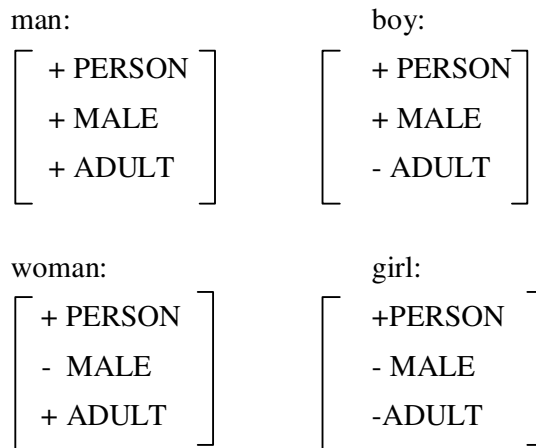 man: boy:
+ PERSON + PERSON
+ MALE + MALE
+ ADULT - ADULT
woman: girl:
+ PERSON +PERSON
- MALE - MALE
+ ADULT -ADULT